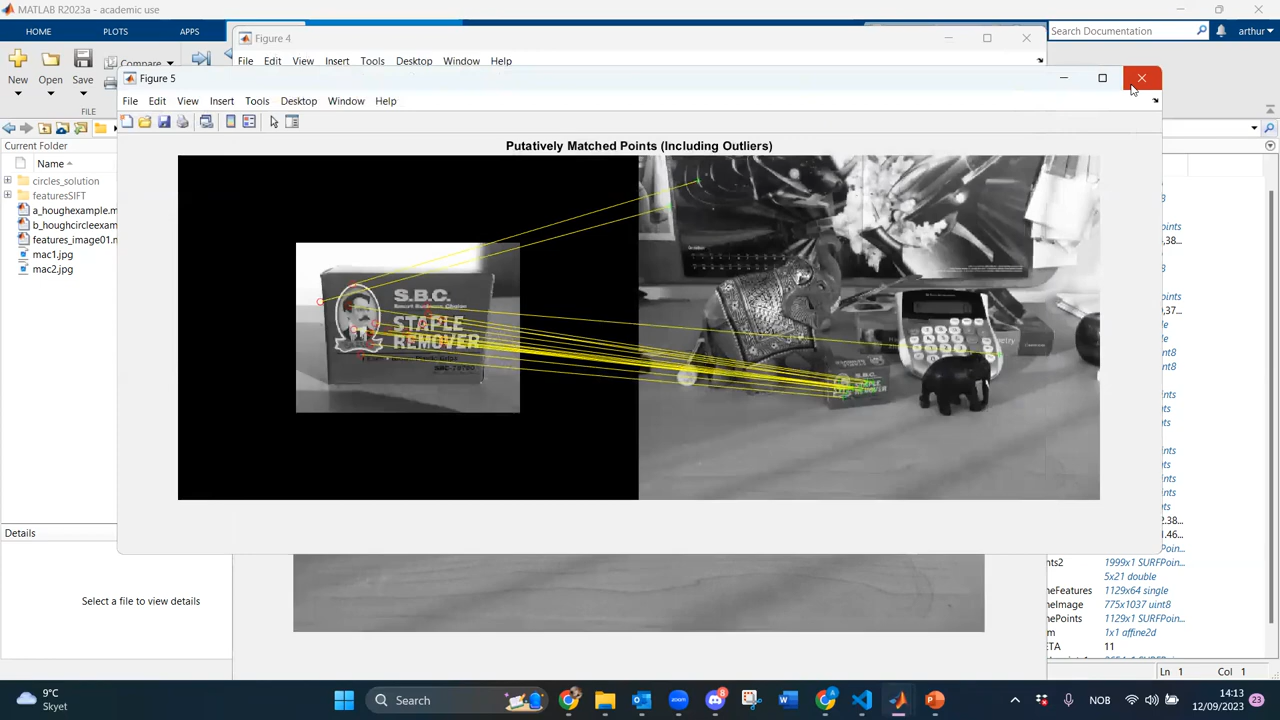 MATLAB R2023a - academic use
HOME PLOTS APPS
Search Documentation
arthur
Figure 4
File Edit View Insert Tools Desktop Window Help
New Open Save Compare
FILE
Figure 5
File Edit View Insert Tools Desktop Window Help
Current Folder
Name
circles_solution
featuresSIFT
a_houghexample.m
b_houghcircleexam
features_image01.m
mac1.jpg
mac2.jpg
Putatively Matched Points (Including Outliers)
S.B.C.
STAPLE
REMOVER
STAPLE
Details
Select a file to view details
1999x1 SURFPoin...
5x21 double
neFeatures 1129x64 single
neImage 775x1037 uint8
nePoints 1129x1 SURFPoin...
1x1 affine2d
ETA 11
Ln 1 Col 1
9°C
Skyet
Search
NOB
14:13
12/09/2023
23
8